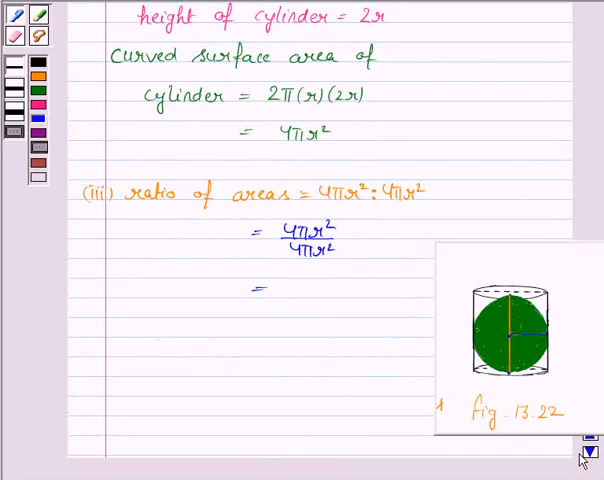 height of cylinder = 2r
Curved surface area of
cylinder = 2π(r)(2r)
= 4πr²
(iii) ratio of areas = 4πr² : 4πr²
= 4πr²
4πr²
=
fig. 13.22